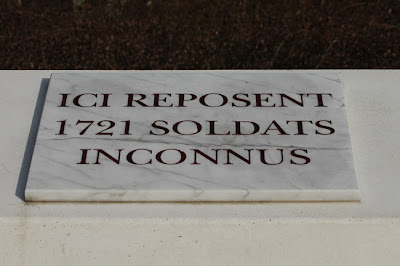 ICI REPOSENT
1721 SOLDATS
INCONNUS